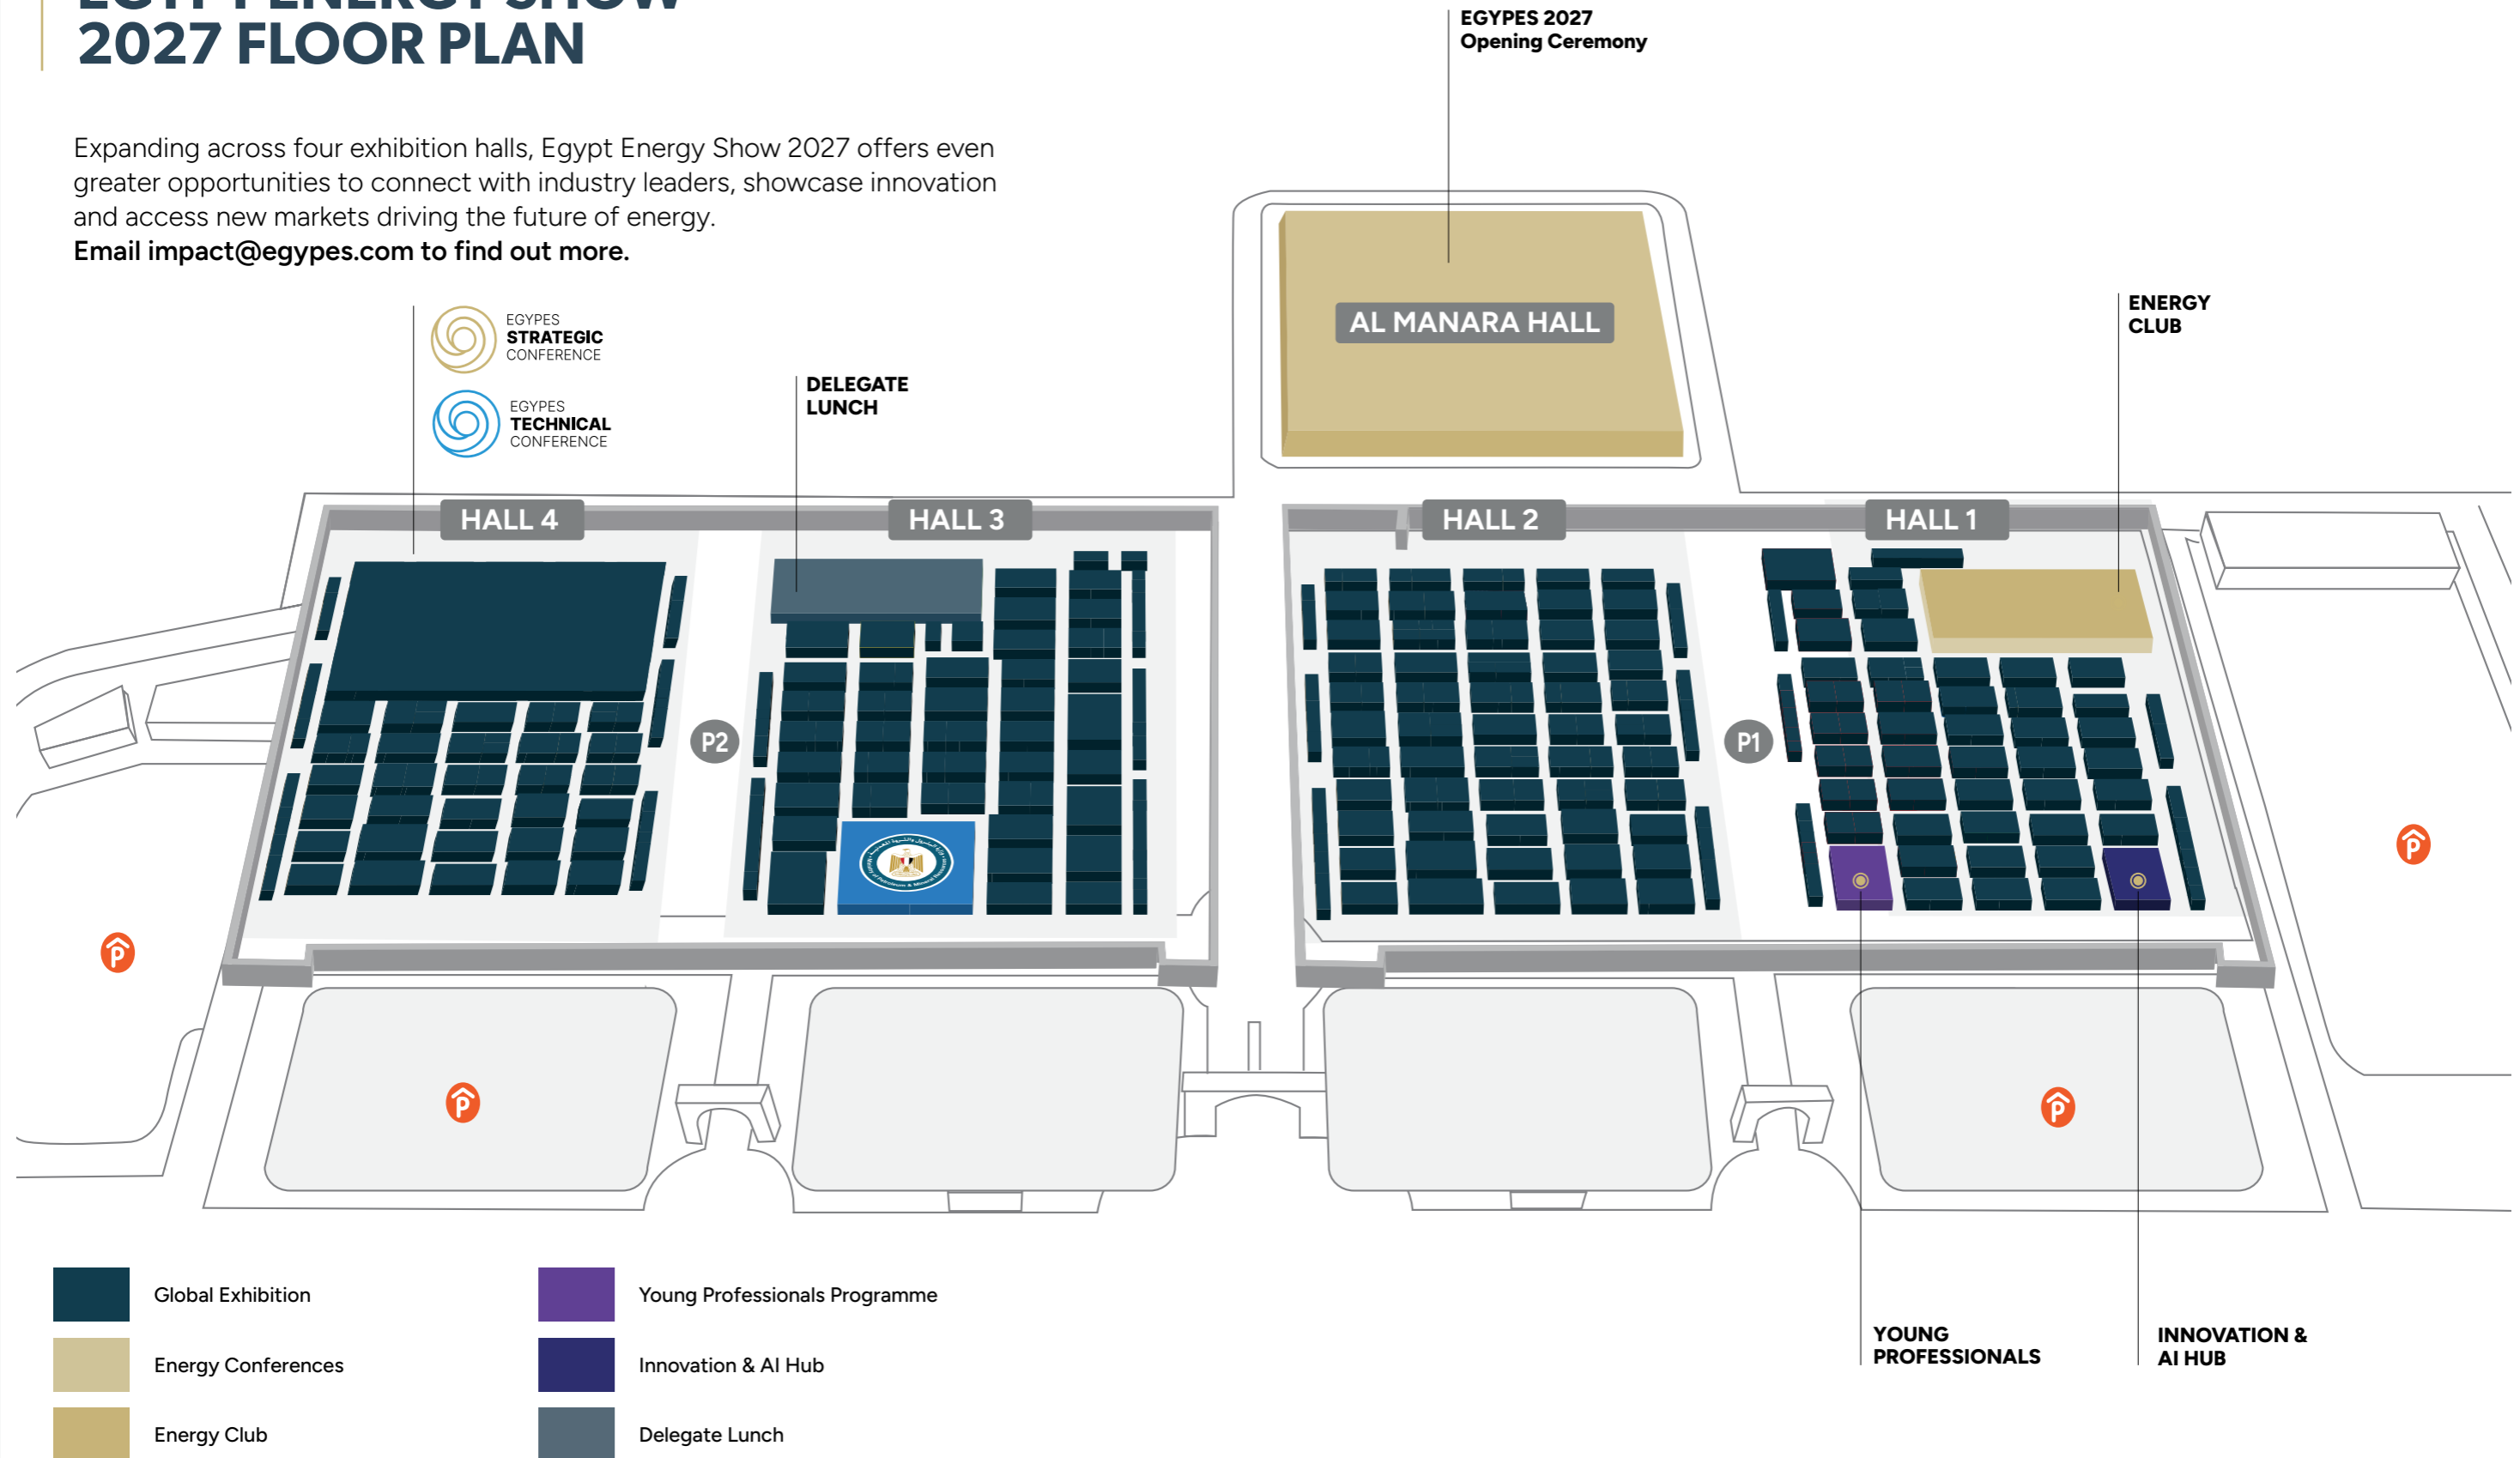 EGYPT ENERGY SHOW
2027 FLOOR PLAN
Expanding across four exhibition halls, Egypt Energy Show 2027 offers even
greater opportunities to connect with industry leaders, showcase innovation
and access new markets driving the future of energy.
Email impact@egypes.com to find out more.
EGYPES 2027
Opening Ceremony
AL MANARA HALL
ENERGY
CLUB
EGYPES
STRATEGIC
CONFERENCE
EGYPES
TECHNICAL
CONFERENCE
DELEGATE
LUNCH
HALL 4
HALL 3
HALL 2
HALL 1
P2
P1
P
P
P
P
YOUNG
PROFESSIONALS
INNOVATION &
AI HUB
Global Exhibition
Energy Conferences
Energy Club
Young Professionals Programme
Innovation & AI Hub
Delegate Lunch